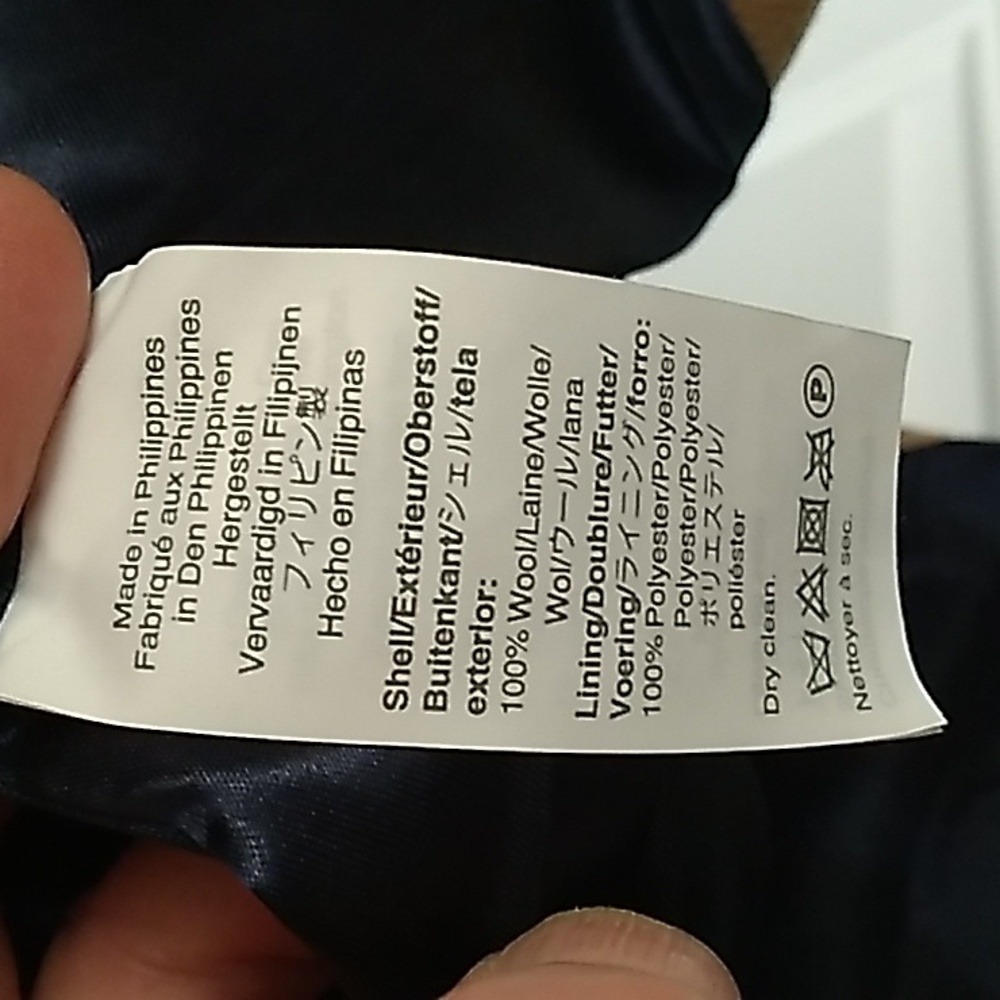 Made in Philippines
Fabriqué aux Philippines
in Den Philippinen
Hergestellt
Vervaardigd in Filipijnen
フィリピン製
Hecho en Filipinas
Shell/Extérieur/Oberstoff/
Buitenkant/シェル/tela
exterior:
100% Wool/Laine/Wolle/
Wol/ウール/lana
Lining/Doublure/Futter/
Voering/ライニング/forro:
100% Polyester/Polyester/
Polyester/Polyester/
ポリエステル/
poliéster
Dry clean.
P
Nettoyer à sec.